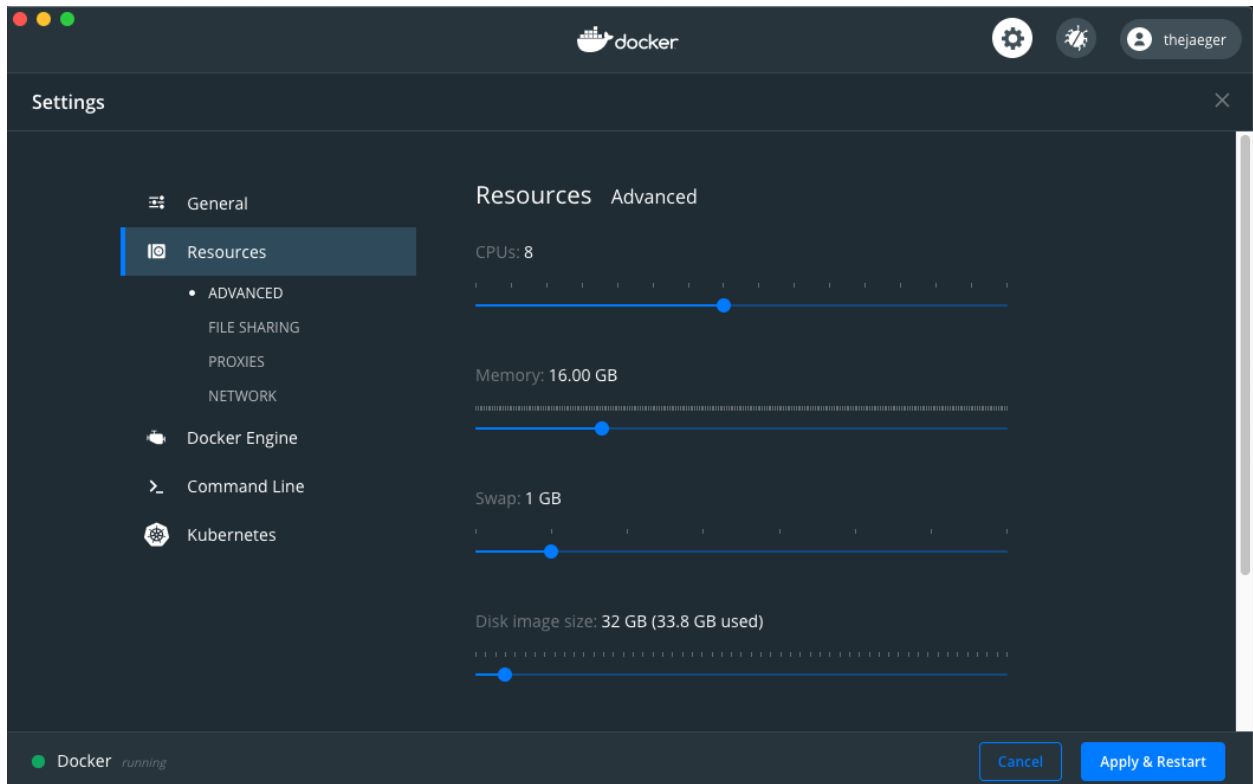 docker
thejaeger
Settings
General
Resources
ADVANCED
FILE SHARING
PROXIES
NETWORK
Docker Engine
Command Line
Kubernetes
Resources Advanced
CPUs: 8
Memory: 16.00 GB
Swap: 1 GB
Disk image size: 32 GB (33.8 GB used)
Docker running
Cancel
Apply & Restart